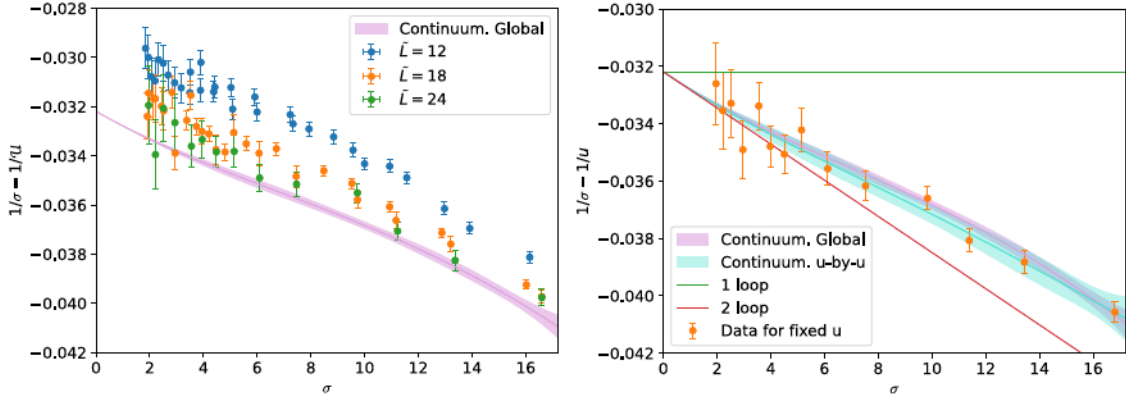 −0.028
−0.030
−0.032
−0.034
−0.036
−0.038
−0.040
−0.042
1/σ − 1/𝒰
0 2 4 6 8 10 12 14 16
σ
Continuum. Global
L̃ = 12
L̃ = 18
L̃ = 24
−0.030
−0.032
−0.034
−0.036
−0.038
−0.040
−0.042
1/σ − 1/u
0 2 4 6 8 10 12 14 16
σ
Continuum. Global
Continuum. u-by-u
1 loop
2 loop
Data for fixed u